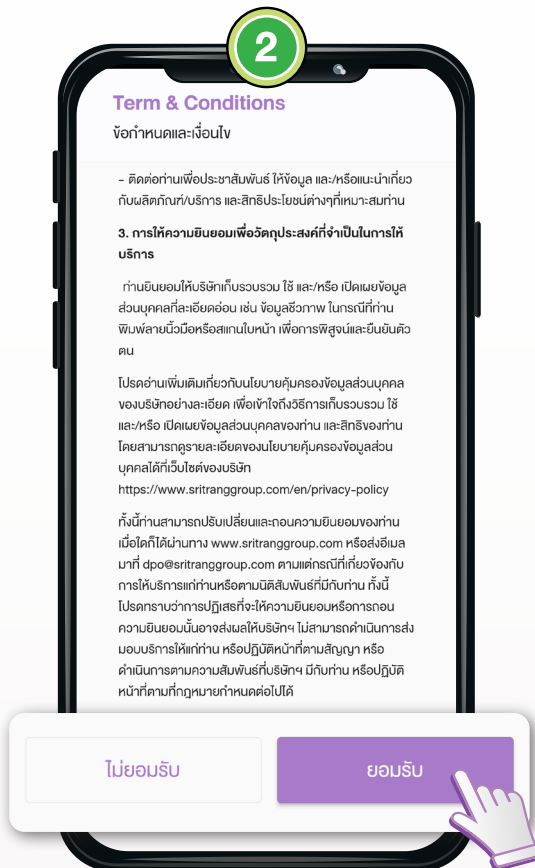 2
Term & Conditions
ข้อกำหนดและเงื่อนไข
- ติดต่อท่านเพื่อประชาสัมพันธ์ ให้ข้อมูล และ/หรือแนะนำเกี่ยว
กับผลิตภัณฑ์/บริการ และสิทธิประโยชน์ต่างๆที่เหมาะสมท่าน
3. การให้ความยินยอมเพื่อวัตถุประสงค์ที่จำเป็นในการให้
บริการ
ท่านยินยอมให้บริษัทเก็บรวบรวม ใช้ และ/หรือ เปิดเผยข้อมูล
ส่วนบุคคลที่ละเอียดอ่อน เช่น ข้อมูลชีวภาพ ในกรณีที่ท่าน
พิมพ์ลายนิ้วมือหรือสแกนใบหน้า เพื่อการพิสูจน์และยืนยันตัว
ตน
โปรดอ่านเพิ่มเติมเกี่ยวกับนโยบายคุ้มครองข้อมูลส่วนบุคคล
ของบริษัทอย่างละเอียด เพื่อเข้าใจถึงวิธีการเก็บรวบรวม ใช้
และ/หรือ เปิดเผยข้อมูลส่วนบุคคลของท่าน และสิทธิของท่าน
โดยสามารถดูรายละเอียดของนโยบายคุ้มครองข้อมูลส่วน
บุคคลได้ที่เว็บไซต์ของบริษัท
https://www.sritranggroup.com/en/privacy-policy
ทั้งนี้ท่านสามารถปรับเปลี่ยนและถอนความยินยอมของท่าน
เมื่อใดก็ได้ผ่านทาง www.sritranggroup.com หรือส่งอีเมล
มาที่ dpo@sritranggroup.com ตามแต่กรณีที่เกี่ยวข้องกับ
การให้บริการแก่ท่านหรือตามนิติสัมพันธ์ที่มีกับท่าน ทั้งนี้
โปรดทราบว่าการปฏิเสธที่จะให้ความยินยอมหรือการถอน
ความยินยอมนั้นอาจส่งผลให้บริษัทฯ ไม่สามารถดำเนินการส่ง
มอบบริการให้แก่ท่าน หรือปฏิบัติหน้าที่ตามสัญญา หรือ
ดำเนินการตามความสัมพันธ์ที่บริษัทฯ มีกับท่าน หรือปฏิบัติ
หน้าที่ตามที่กฎหมายกำหนดต่อไปได้
ไม่ยอมรับ
ยอมรับ